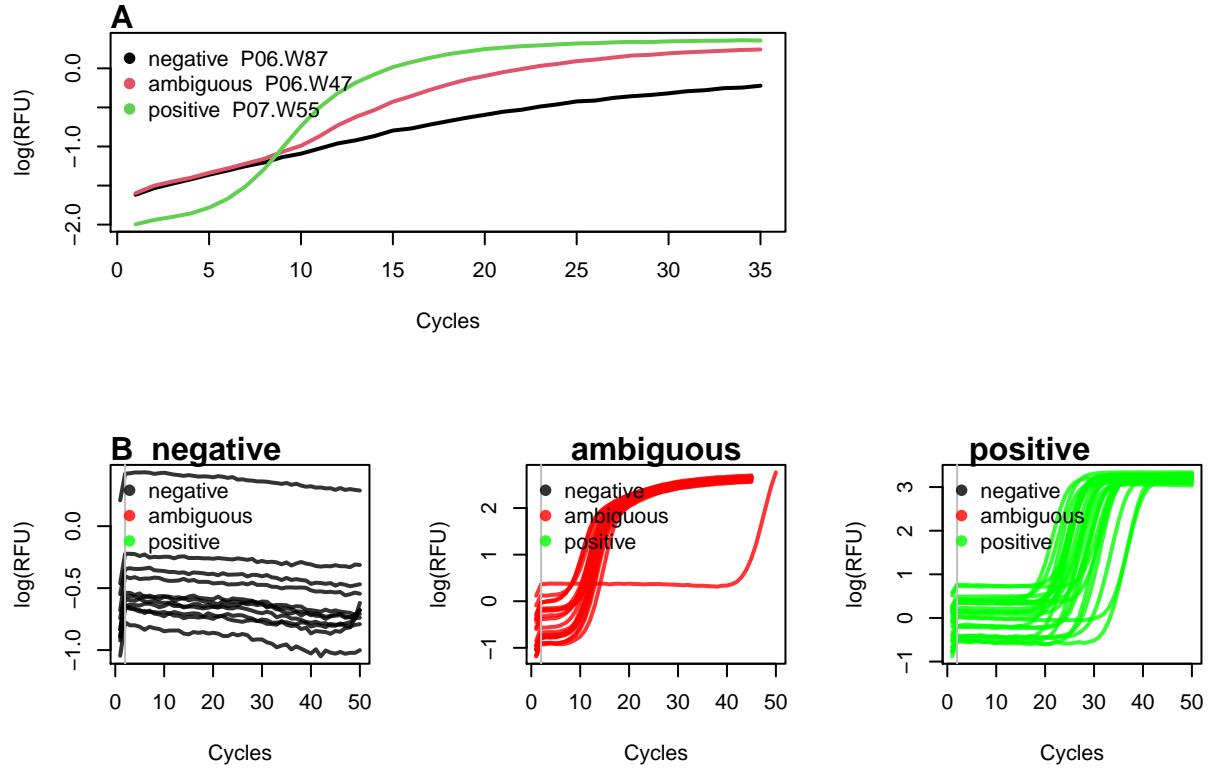 A
negative P06.W87
ambiguous P06.W47
positive P07.W55
log(RFU)
0.0
−1.0
−2.0
0 5 10 15 20 25 30 35
Cycles
B negative
negative
ambiguous
positive
log(RFU)
0.0
−0.5
−1.0
0 10 20 30 40 50
Cycles
ambiguous
negative
ambiguous
positive
log(RFU)
2
1
0
−1
0 10 20 30 40 50
Cycles
positive
negative
ambiguous
positive
log(RFU)
3
2
1
0
−1
0 10 20 30 40 50
Cycles